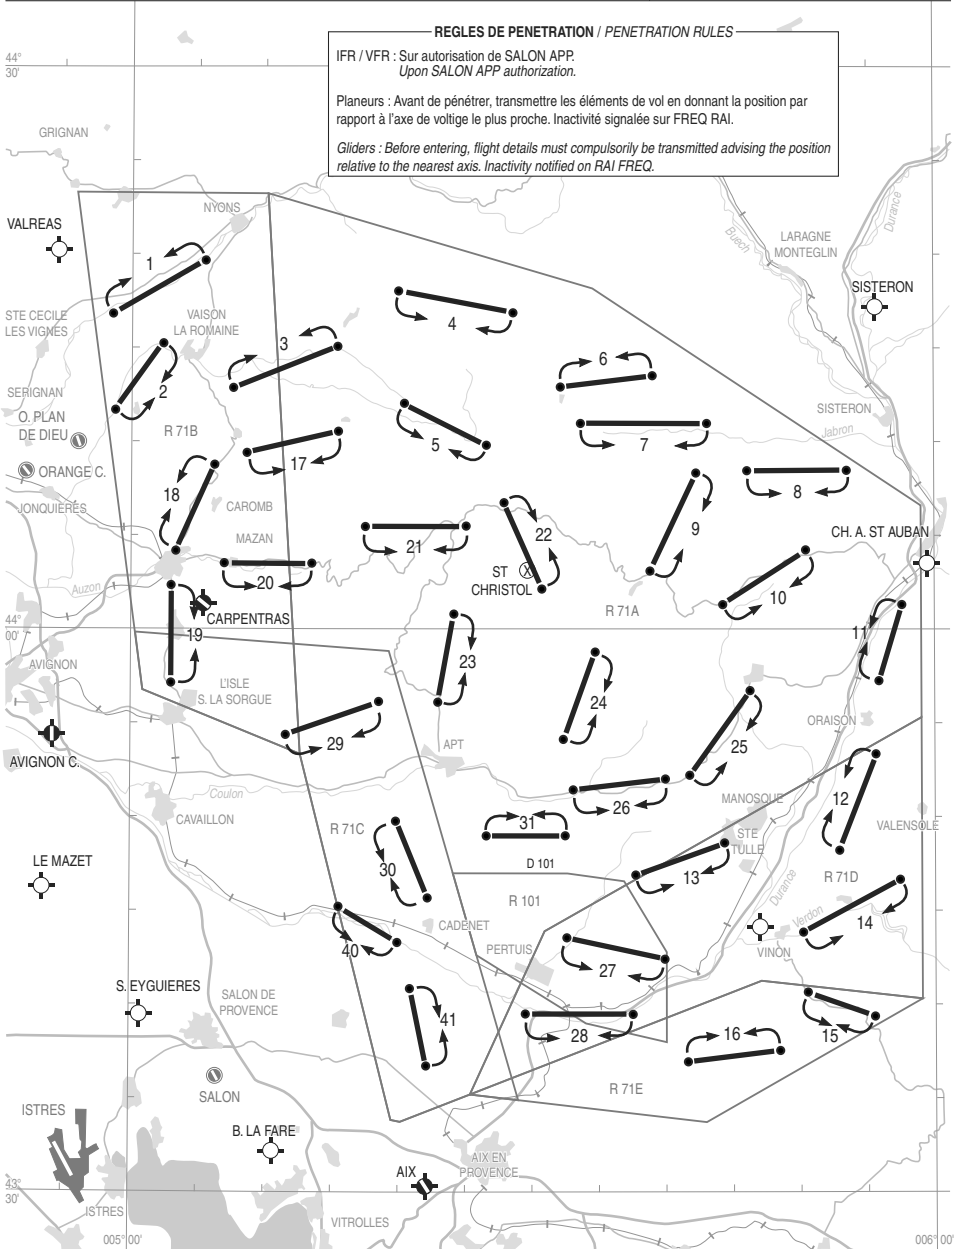 REGLES DE PENETRATION / PENETRATION RULES
IFR / VFR : Sur autorisation de SALON APP.
Upon SALON APP authorization.
Planeurs : Avant de pénétrer, transmettre les éléments de vol en donnant la position par
rapport à l'axe de voltige le plus proche. Inactivité signalée sur FREQ RAI.
Gliders : Before entering, flight details must compulsorily be transmitted advising the position
relative to the nearest axis. Inactivity notified on RAI FREQ.
44°
30'
GRIGNAN
VALREAS
NYONS
Durance
Buech
LARAGNE
MONTEGLIN
SISTERON
1
STE CECILE
LES VIGNES
VAISON
LA ROMAINE
4
3
6
2
SERIGNAN
O. PLAN
DE DIEU
R 71B
SISTERON
Jabron
5
7
17
ORANGE C.
JONQUIERES
18
CAROMB
8
9
MAZAN
21
22
CH. A. ST AUBAN
ST
CHRISTOL
X
20
Auzon
10
R 71A
CARPENTRAS
44°
00'
19
11
AVIGNON
23
L'ISLE
S. LA SORGUE
24
ORAISON
29
APT
25
AVIGNON C.
Coulon
26
MANOSQUE
12
CAVAILLON
R 71C
31
STE
TULLE
VALENSOLE
LE MAZET
D 101
30
13
R 71D
R 101
Durance
Verdon
14
CADENET
40
PERTUIS
VINON
27
S. EYGUIERES
SALON DE
PROVENCE
41
28
16
15
SALON
R 71E
ISTRES
B. LA FARE
AIX EN
PROVENCE
AIX
43°
30'
ISTRES
VITROLLES
005° 00'
006° 00'